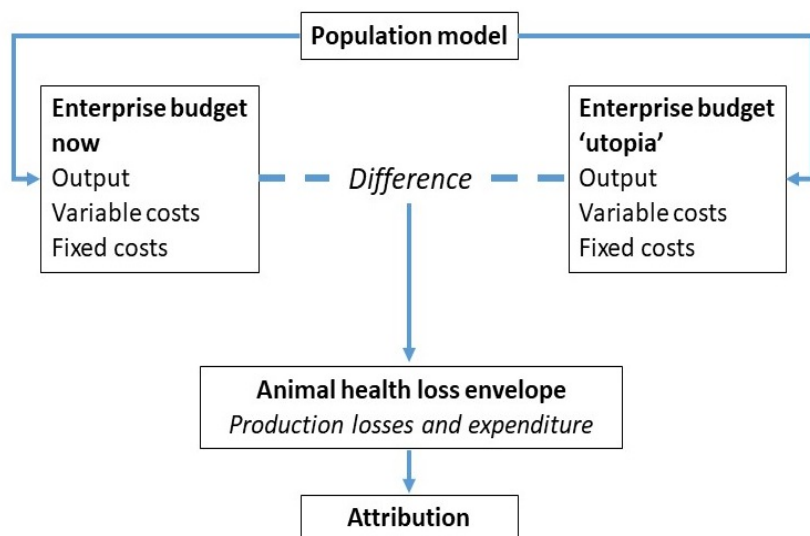 Population model
Enterprise budget
now
Output
Variable costs
Fixed costs
Difference
Enterprise budget
‘utopia’
Output
Variable costs
Fixed costs
Animal health loss envelope
Production losses and expenditure
Attribution